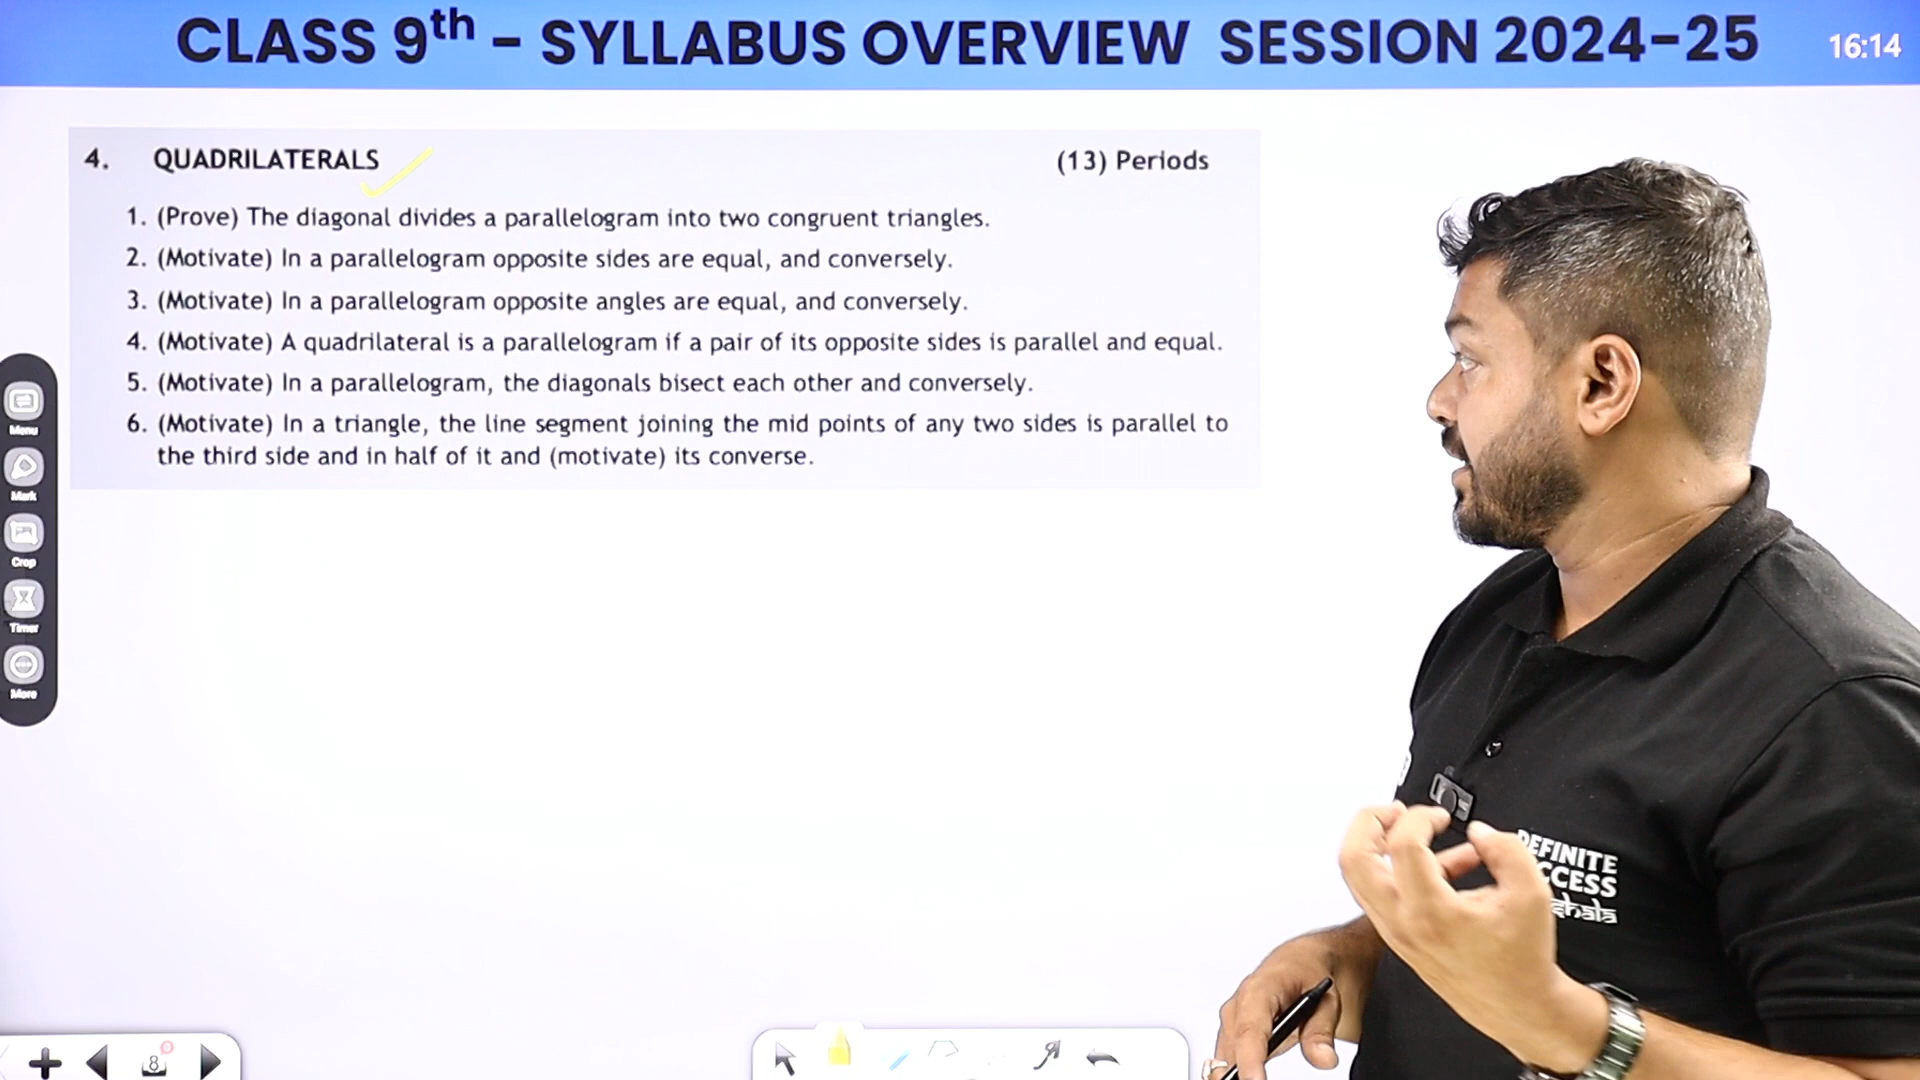 CLASS 9th - SYLLABUS OVERVIEW SESSION 2024-25
16:14
4. QUADRILATERALS (13) Periods
1. (Prove) The diagonal divides a parallelogram into two congruent triangles.
2. (Motivate) In a parallelogram opposite sides are equal, and conversely.
3. (Motivate) In a parallelogram opposite angles are equal, and conversely.
4. (Motivate) A quadrilateral is a parallelogram if a pair of its opposite sides is parallel and equal.
5. (Motivate) In a parallelogram, the diagonals bisect each other and conversely.
6. (Motivate) In a triangle, the line segment joining the mid points of any two sides is parallel to
the third side and in half of it and (motivate) its converse.
Menu
Mark
Crop
Timer
More
8